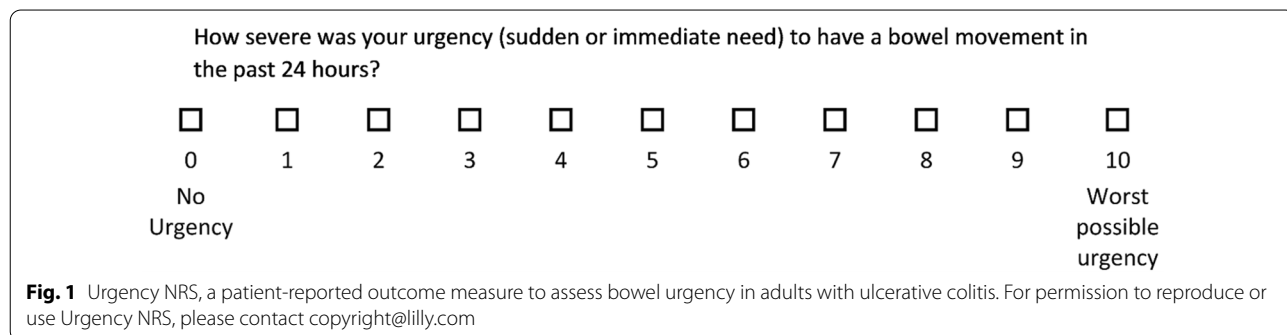 How severe was your urgency (sudden or immediate need) to have a bowel movement in
the past 24 hours?
0 1 2 3 4 5 6 7 8 9 10
No Worst
Urgency possible
urgency
Fig. 1 Urgency NRS, a patient-reported outcome measure to assess bowel urgency in adults with ulcerative colitis. For permission to reproduce or
use Urgency NRS, please contact copyright@lilly.com